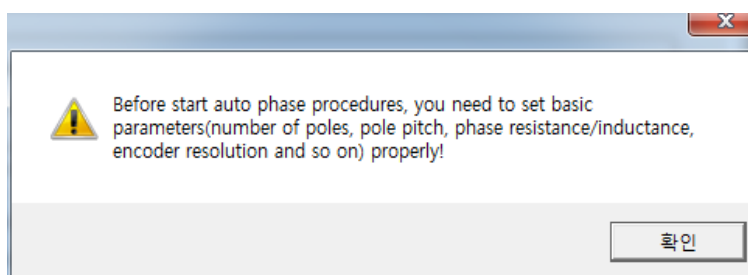 Before start auto phase procedures, you need to set basic
parameters(number of poles, pole pitch, phase resistance/inductance,
encoder resolution and so on) properly!
확인